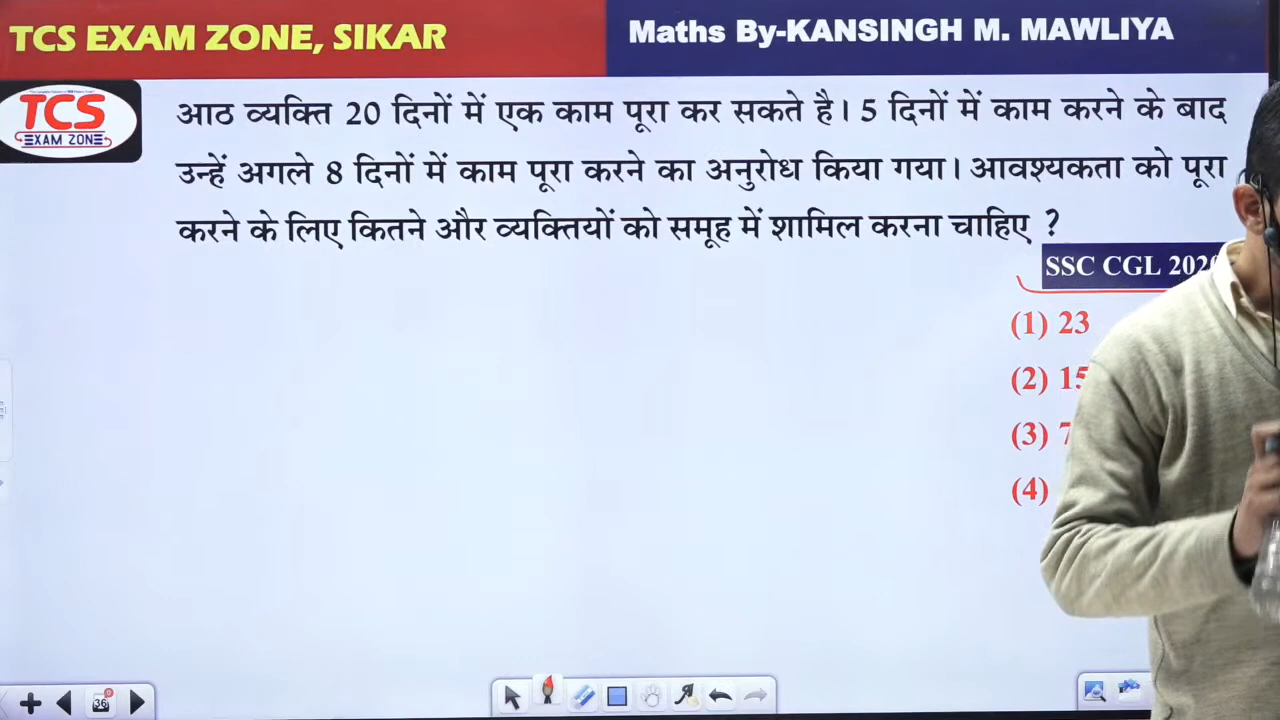 TCS EXAM ZONE, SIKAR
Maths By-KANSINGH M. MAWLIYA
TCS
EXAM ZONE
आठ व्यक्ति 20 दिनों में एक काम पूरा कर सकते है। 5 दिनों में काम करने के बाद
उन्हें अगले 8 दिनों में काम पूरा करने का अनुरोध किया गया। आवश्यकता को पूरा
करने के लिए कितने और व्यक्तियों को समूह में शामिल करना चाहिए ?
SSC CGL
(1) 23
(2) 15
(3) 7
(4)
36